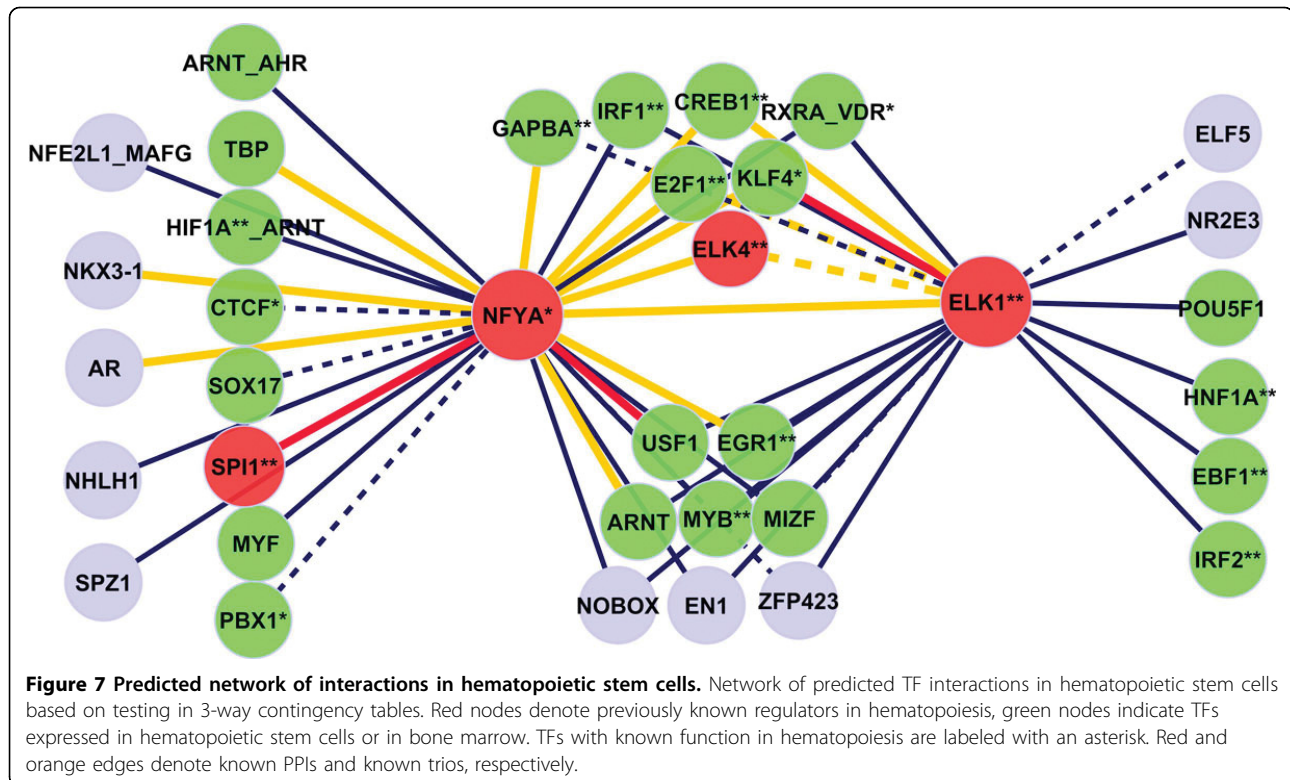 ARNT_AHR
GAPBA**
IRF1**
CREB1**
RXRA_VDR*
ELF5
NFE2L1_MAFG
TBP
E2F1**
KLF4*
NR2E3
HIF1A**_ARNT
ELK4**
NKX3-1
CTCF*
NFYA*
ELK1**
POU5F1
AR
SOX17
HNF1A**
USF1
EGR1**
NHLH1
SPI1**
EBF1**
ARNT
MYB**
MIZF
MYF
IRF2**
SPZ1
PBX1*
NOBOX
EN1
ZFP423
Figure 7 Predicted network of interactions in hematopoietic stem cells. Network of predicted TF interactions in hematopoietic stem cells
based on testing in 3-way contingency tables. Red nodes denote previously known regulators in hematopoiesis, green nodes indicate TFs
expressed in hematopoietic stem cells or in bone marrow. TFs with known function in hematopoiesis are labeled with an asterisk. Red and
orange edges denote known PPIs and known trios, respectively.